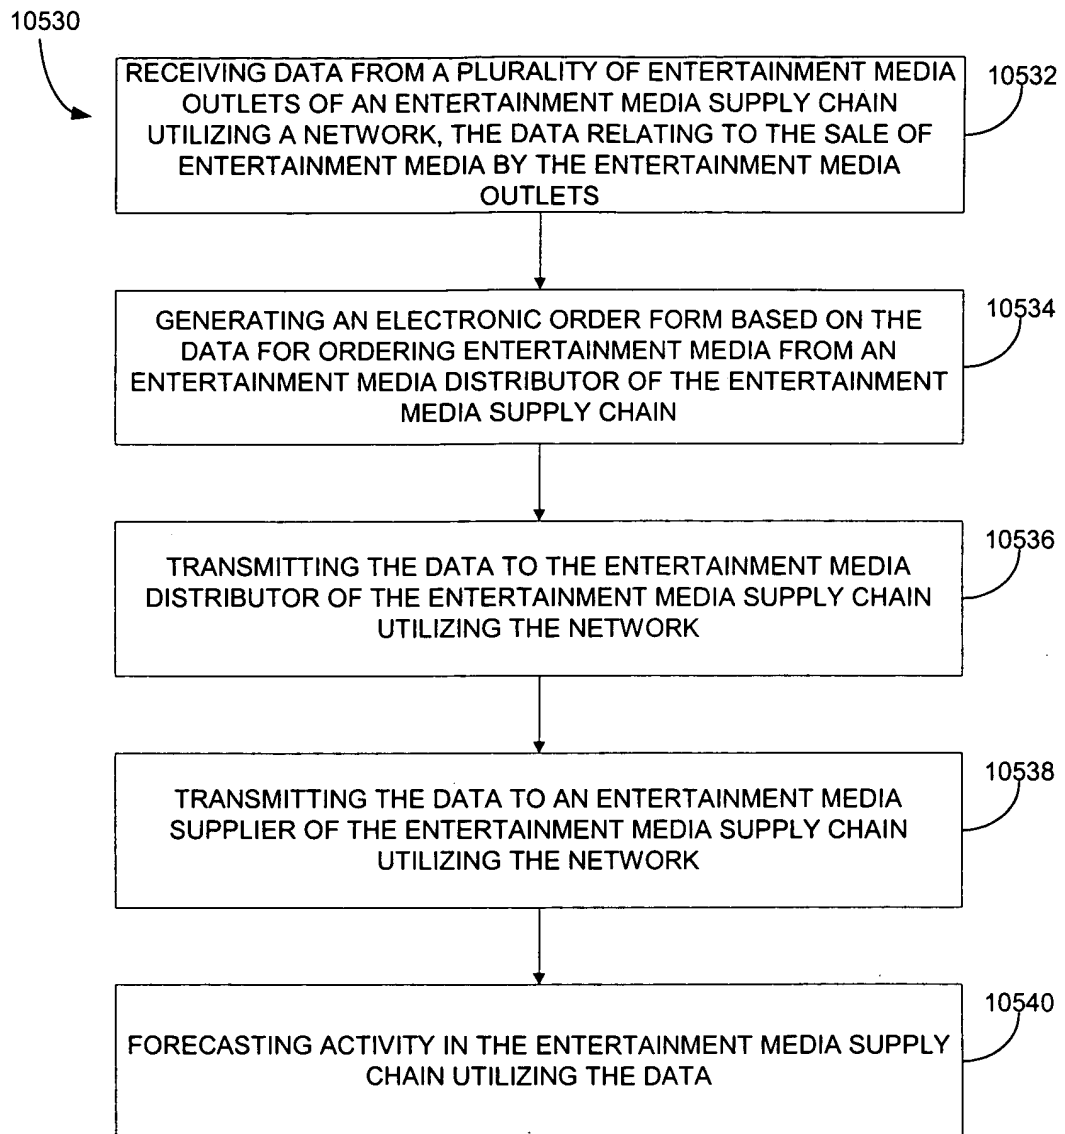 10530
RECEIVING DATA FROM A PLURALITY OF ENTERTAINMENT MEDIA
OUTLETS OF AN ENTERTAINMENT MEDIA SUPPLY CHAIN
UTILIZING A NETWORK, THE DATA RELATING TO THE SALE OF
ENTERTAINMENT MEDIA BY THE ENTERTAINMENT MEDIA
OUTLETS
10532
GENERATING AN ELECTRONIC ORDER FORM BASED ON THE
DATA FOR ORDERING ENTERTAINMENT MEDIA FROM AN
ENTERTAINMENT MEDIA DISTRIBUTOR OF THE ENTERTAINMENT
MEDIA SUPPLY CHAIN
10534
TRANSMITTING THE DATA TO THE ENTERTAINMENT MEDIA
DISTRIBUTOR OF THE ENTERTAINMENT MEDIA SUPPLY CHAIN
UTILIZING THE NETWORK
10536
TRANSMITTING THE DATA TO AN ENTERTAINMENT MEDIA
SUPPLIER OF THE ENTERTAINMENT MEDIA SUPPLY CHAIN
UTILIZING THE NETWORK
10538
FORECASTING ACTIVITY IN THE ENTERTAINMENT MEDIA SUPPLY
CHAIN UTILIZING THE DATA
10540